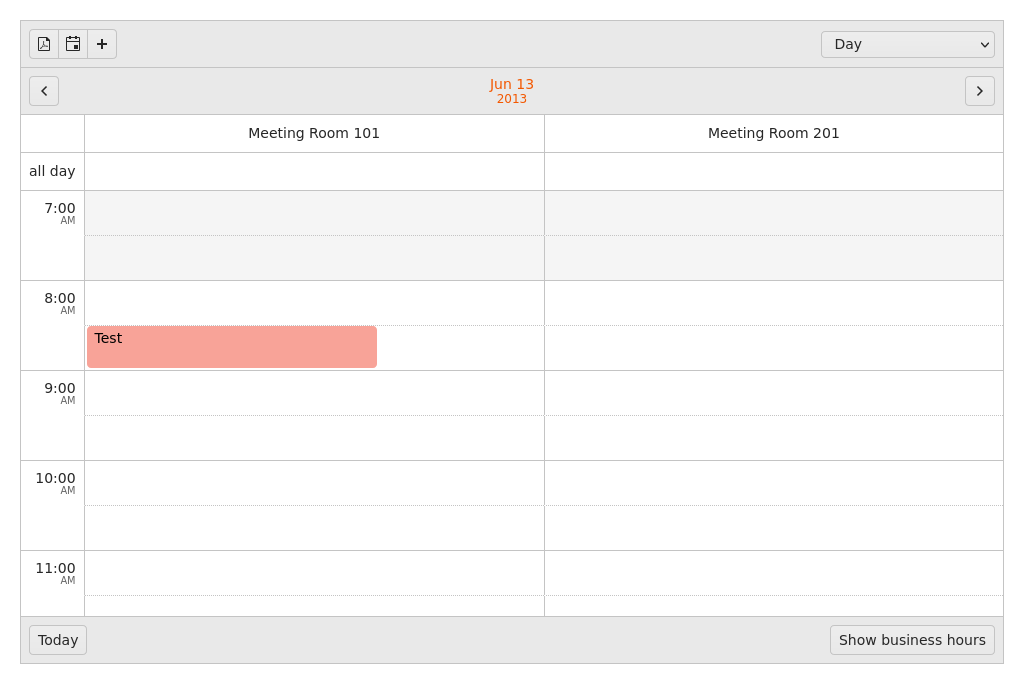 Day
Jun 13
2013
Meeting Room 101
Meeting Room 201
all day
7:00
AM
8:00
AM
Test
9:00
AM
10:00
AM
11:00
AM
Today
Show business hours